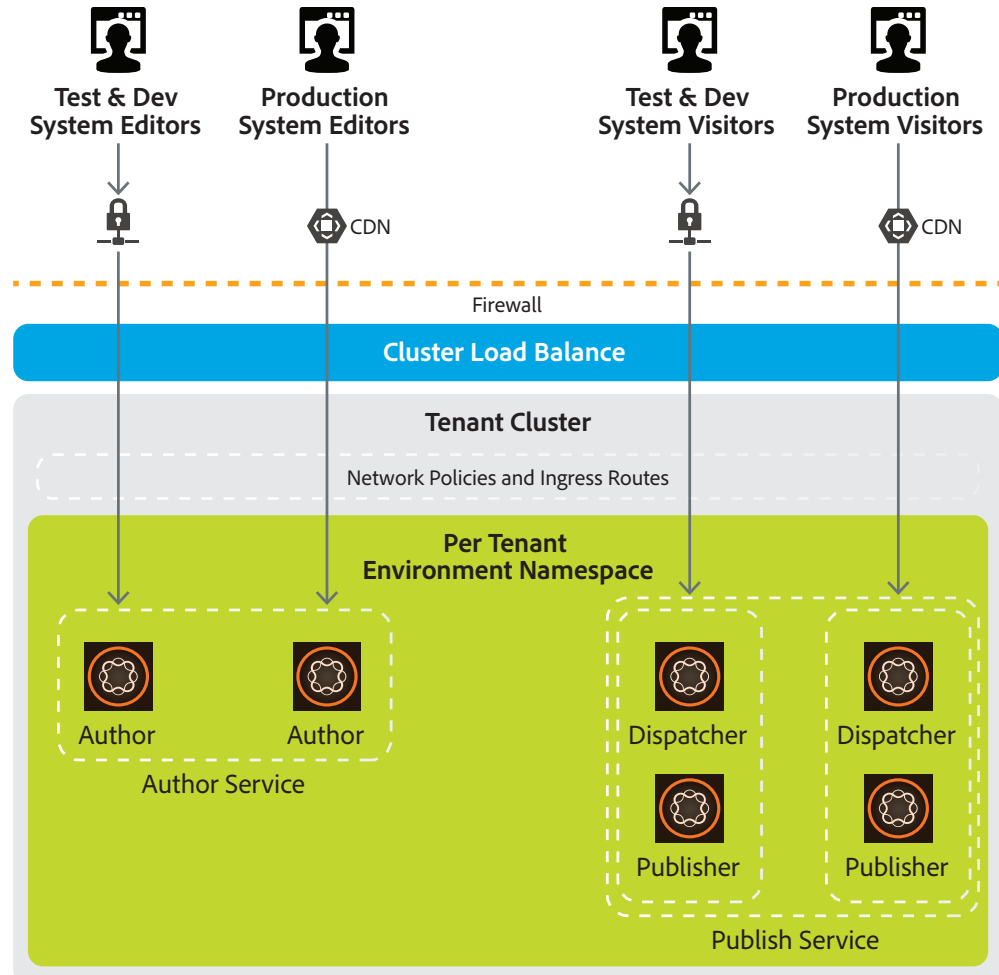 Test & Dev
System Editors
Production
System Editors
Test & Dev
System Visitors
Production
System Visitors
CDN
CDN
Firewall
Cluster Load Balance
Tenant Cluster
Network Policies and Ingress Routes
Per Tenant
Environment Namespace
Author
Author
Author Service
Dispatcher
Dispatcher
Publisher
Publisher
Publish Service